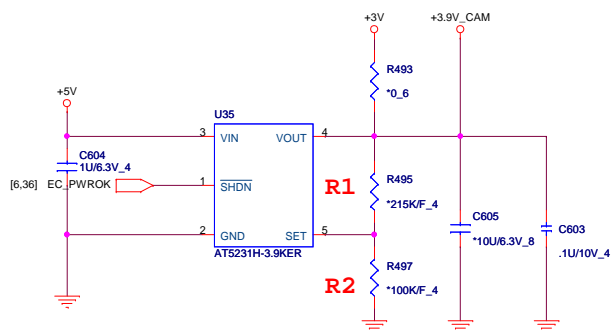 +3V
+3.9V_CAM
R493
*0_6
+5V
U35
3
VIN
VOUT
4
C604
1U/6.3V_4
[6,36] EC_PWROK
1
SHDN
R1
R495
*215K/F_4
C605
*10U/6.3V_8
C603
.1U/10V_4
2
GND
SET
5
AT5231H-3.9KER
R2
R497
*100K/F_4